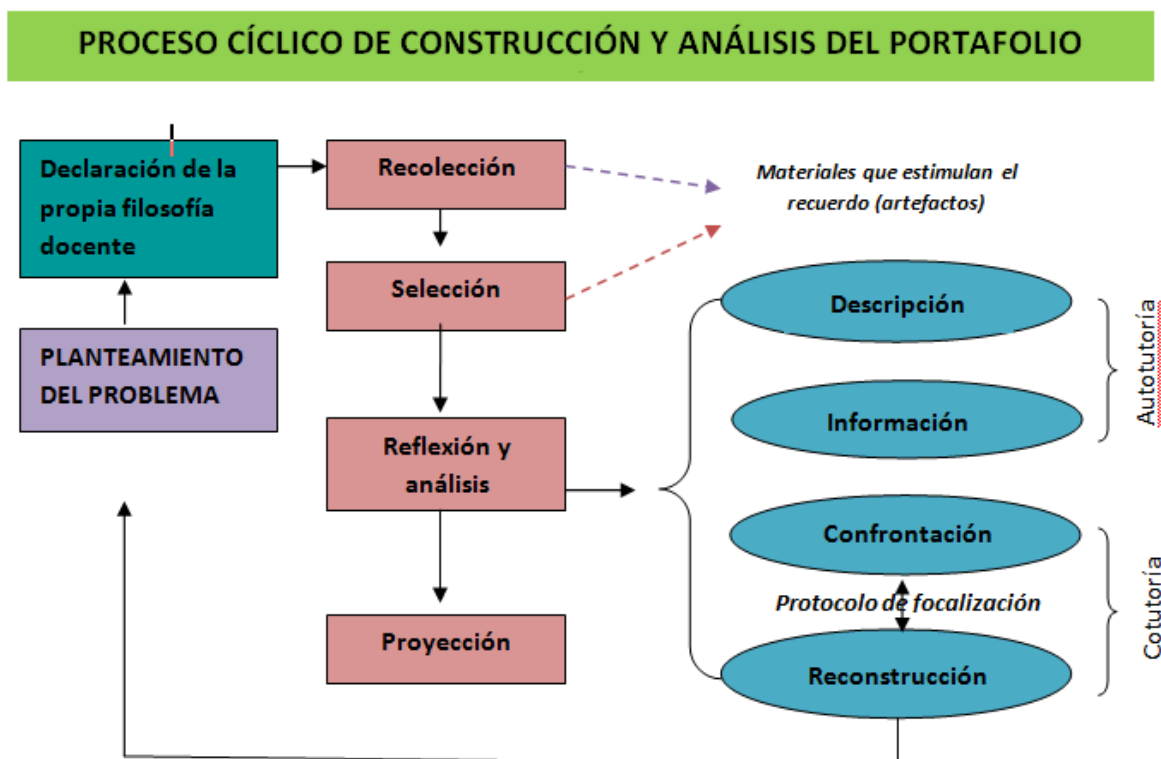 PROCESO CÍCLICO DE CONSTRUCCIÓN Y ANÁLISIS DEL PORTAFOLIO
Declaración de la
propia filosofía
docente
PLANTEAMIENTO
DEL PROBLEMA
Recolección
Selección
Reflexión y
análisis
Proyección
Materiales que estimulan el
recuerdo (artefactos)
Descripción
Información
Autotutoría
Confrontación
Protocolo de focalización
Reconstrucción
Cotutoría